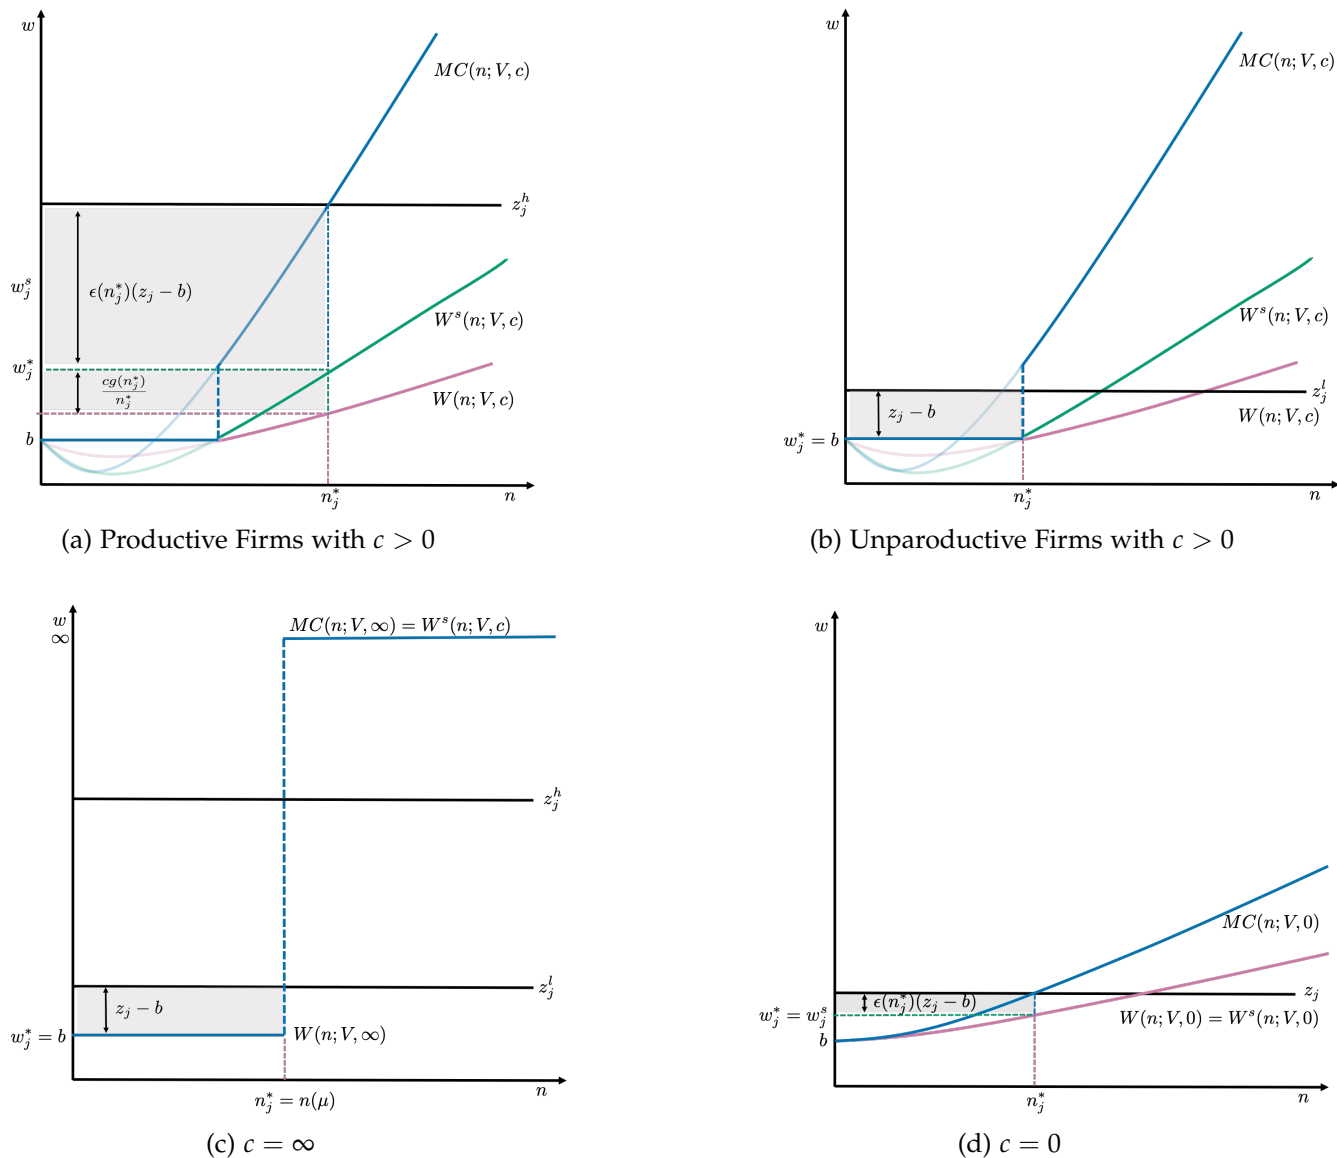 w
MC(n; V, c)
z_j^h
w_j^s
ϵ(n_j^*)(z_j − b)
W^s(n; V, c)
w_j^*
cg(n_j^*)/n_j^*
W(n; V, c)
b
n_j^*
n
(a) Productive Firms with c > 0
w
MC(n; V, c)
W^s(n; V, c)
z_j^l
z_j − b
W(n; V, c)
w_j^* = b
n_j^*
n
(b) Unparoductive Firms with c > 0
w
∞
MC(n; V, ∞) = W^s(n; V, c)
z_j^h
z_j^l
z_j − b
w_j^* = b
W(n; V, ∞)
n
n_j^* = n(μ)
(c) c = ∞
w
MC(n; V, 0)
ϵ(n_j^*)(z_j − b)
z_j
w_j^* = w_j^s
W(n; V, 0) = W^s(n; V, 0)
b
n_j^*
n
(d) c = 0